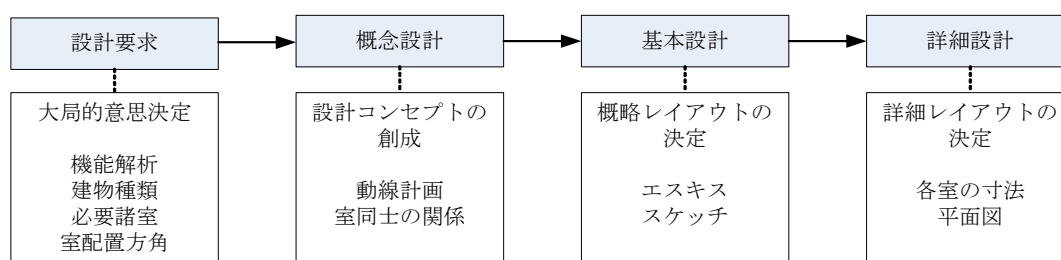 設計要求
概念設計
基本設計
詳細設計
大局的意思決定
機能解析
建物種類
必要諸室
室配置方角
設計コンセプトの
創成
動線計画
室同士の関係
概略レイアウトの
決定
エスキス
スケッチ
詳細レイアウトの
決定
各室の寸法
平面図